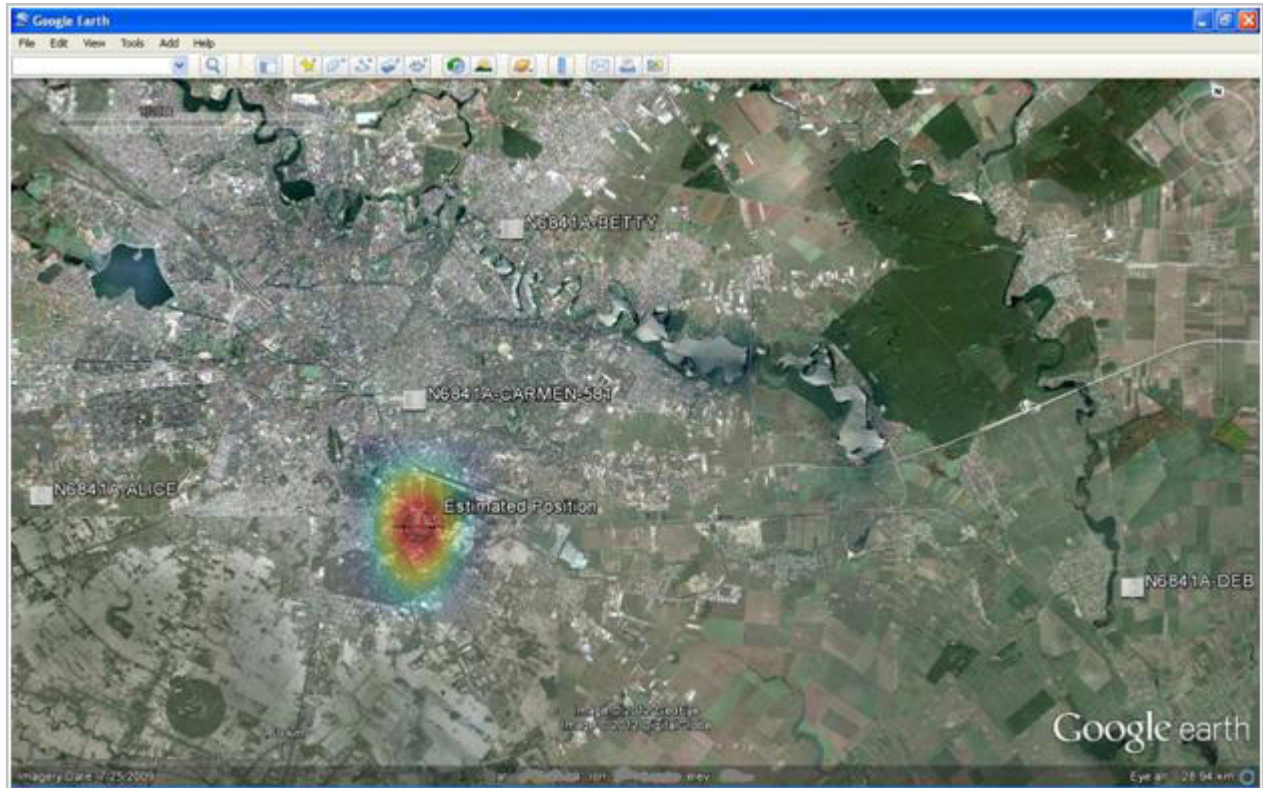 Google Earth
File Edit View Tools Add Help
N6841A-BETTY
N6841A-CARMEN-581
N6841A-ALICE
Estimated Position
N6841A-DEB
Google earth
Imagery Date: 7/25/2009
Eye alt 28.94 km